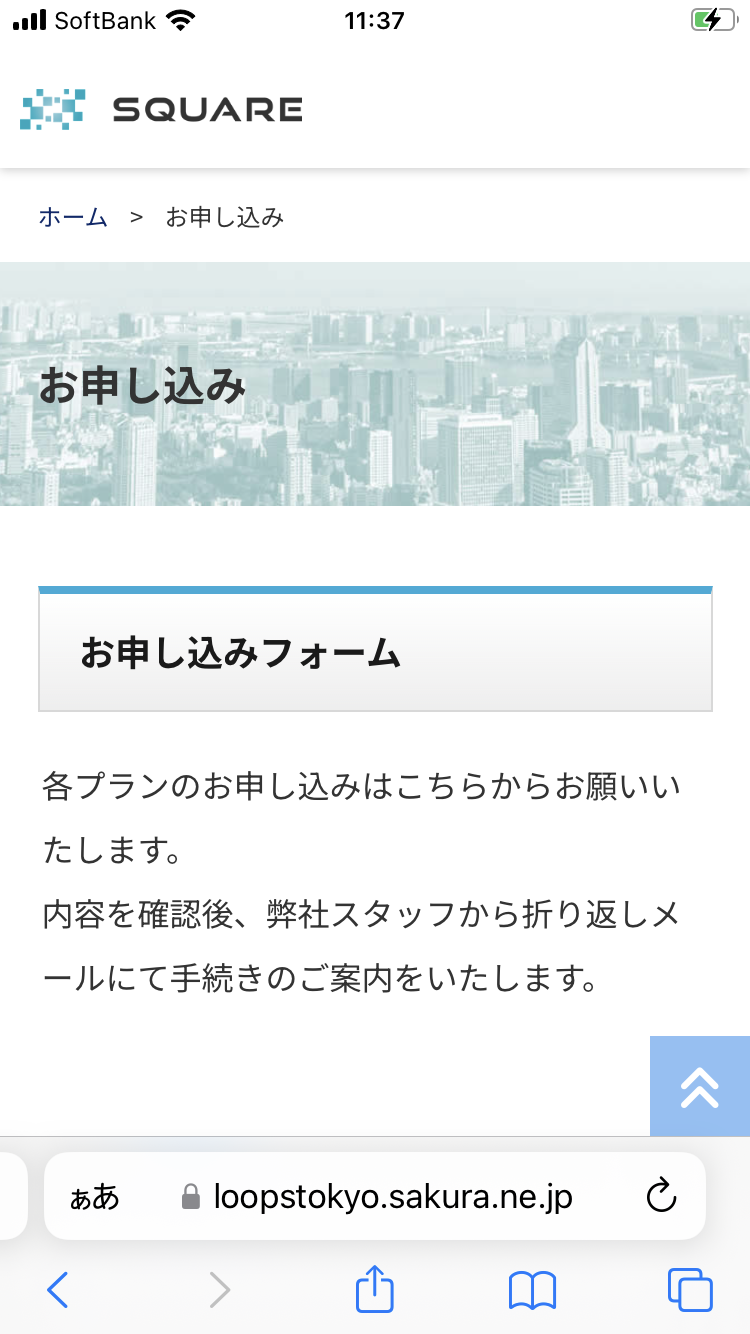 SoftBank 11:37
SQUARE
ホーム > お申し込み
お申し込み
お申し込みフォーム
各プランのお申し込みはこちらからお願いい
たします。
内容を確認後、弊社スタッフから折り返しメ
ールにて手続きのご案内をいたします。
ぁあ loopstokyo.sakura.ne.jp